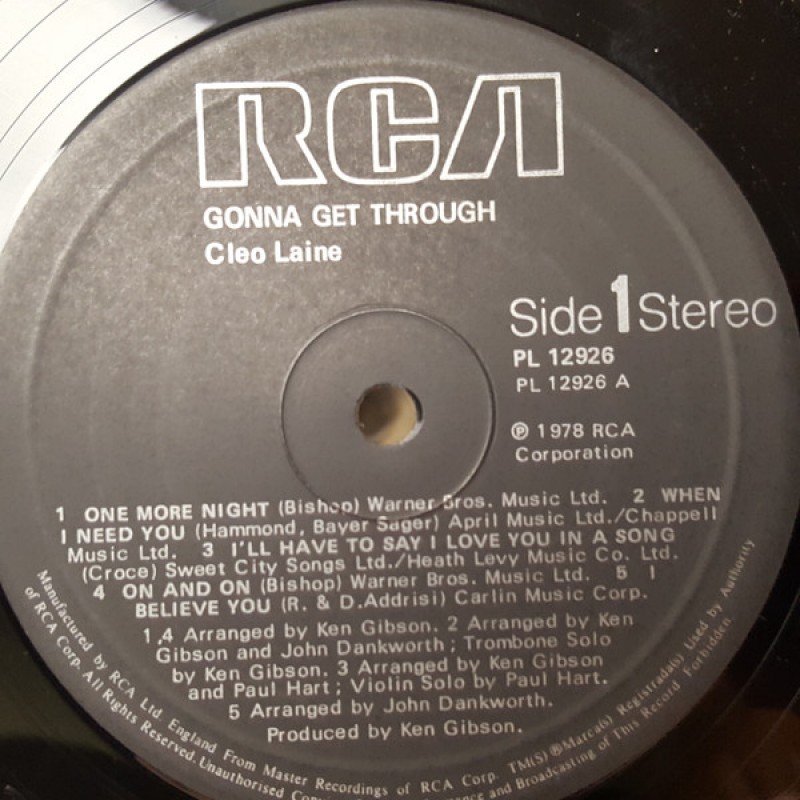 RCA
GONNA GET THROUGH
Cleo Laine
Side 1 Stereo
PL 12926
PL 12926 A
℗ 1978 RCA
Corporation
1 ONE MORE NIGHT (Bishop) Warner Bros. Music Ltd. 2 WHEN
I NEED YOU (Hammond, Bayer Sager) April Music Ltd./Chappell
Music Ltd. 3 I'LL HAVE TO SAY I LOVE YOU IN A SONG
(Croce) Sweet City Songs Ltd./Heath Levy Music Co. Ltd.
4 ON AND ON (Bishop) Warner Bros. Music Ltd. 5 I
BELIEVE YOU (R. & D.Addrisi) Carlin Music Corp.
1,4 Arranged by Ken Gibson. 2 Arranged by Ken
Gibson and John Dankworth; Trombone Solo
by Ken Gibson. 3 Arranged by Ken Gibson
and Paul Hart; Violin Solo by Paul Hart.
5 Arranged by John Dankworth.
Produced by Ken Gibson.
Manufactured by RCA Ltd. England From Master Recordings of RCA Corp. TM(S) ® Marca(s) Registrada(s) Used by Authority
of RCA Corp. All Rights Reserved. Unauthorised and Broadcasting of This Record Forbidden